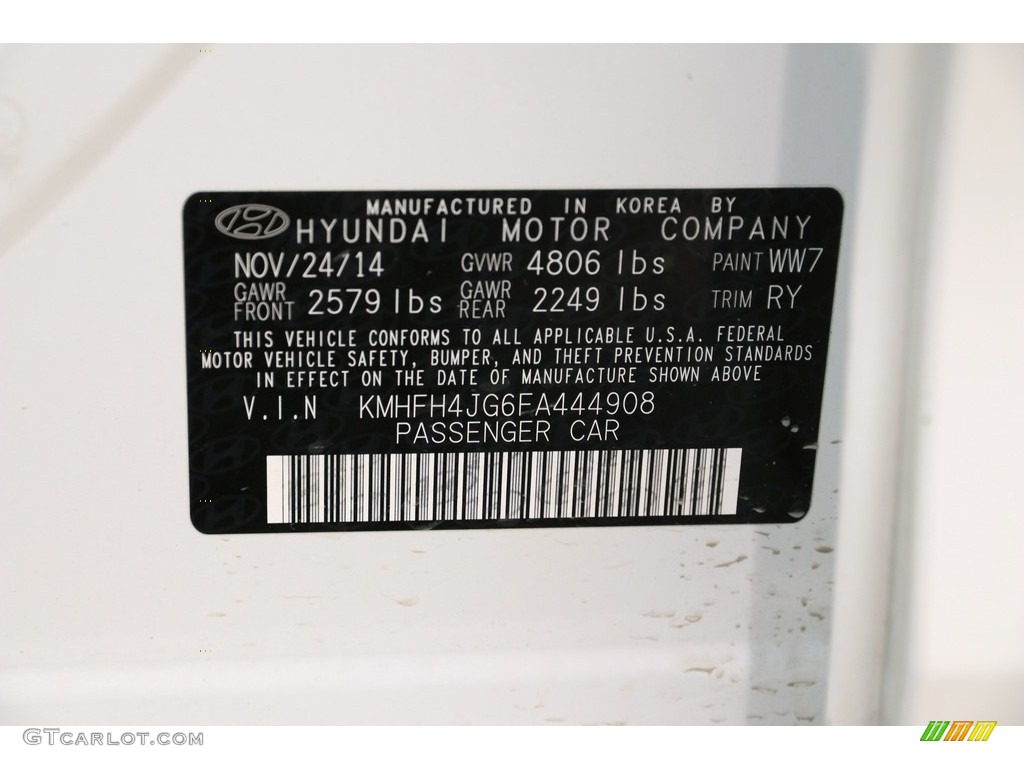 MANUFACTURED IN KOREA BY
HYUNDAI MOTOR COMPANY
NOV/24/14 GVWR 4806 lbs PAINT WW7
GAWR FRONT 2579 lbs GAWR REAR 2249 lbs TRIM RY
THIS VEHICLE CONFORMS TO ALL APPLICABLE U.S.A. FEDERAL
MOTOR VEHICLE SAFETY, BUMPER, AND THEFT PREVENTION STANDARDS
IN EFFECT ON THE DATE OF MANUFACTURE SHOWN ABOVE
V.I.N KMHFH4JG6FA444908
PASSENGER CAR
GTcarlot.com